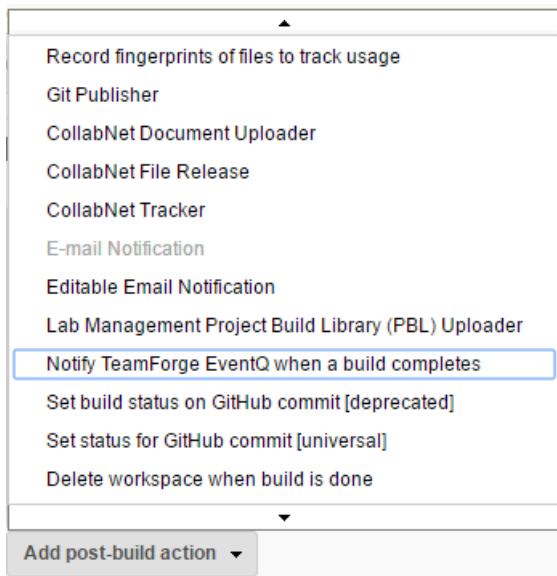 Record fingerprints of files to track usage
Git Publisher
CollabNet Document Uploader
CollabNet File Release
CollabNet Tracker
E-mail Notification
Editable Email Notification
Lab Management Project Build Library (PBL) Uploader
Notify TeamForge EventQ when a build completes
Set build status on GitHub commit [deprecated]
Set status for GitHub commit [universal]
Delete workspace when build is done
Add post-build action